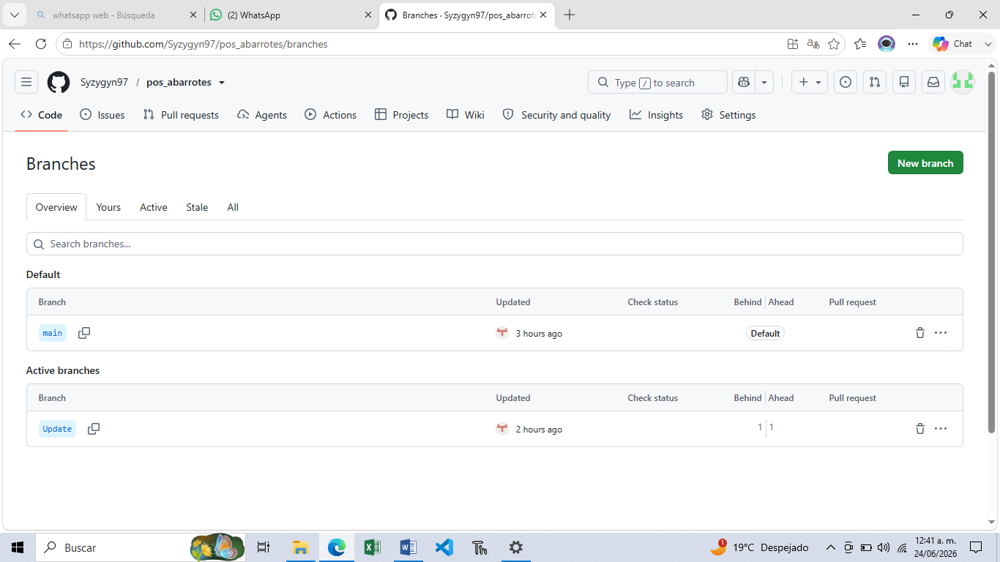 whatsapp web - Búsqueda
(2) WhatsApp
Branches · Syzygyn97/pos_abarrote
https://github.com/Syzygyn97/pos_abarrotes/branches
Chat
Syzygyn97 / pos_abarrotes
Type / to search
Code
Issues
Pull requests
Agents
Actions
Projects
Wiki
Security and quality
Insights
Settings
Branches
New branch
Overview
Yours
Active
Stale
All
Search branches...
Default
Branch Updated Check status Behind Ahead Pull request
main 3 hours ago Default
Active branches
Branch Updated Check status Behind Ahead Pull request
Update 2 hours ago 1 1
Buscar
1
19°C Despejado
12:41 a. m.
24/06/2026